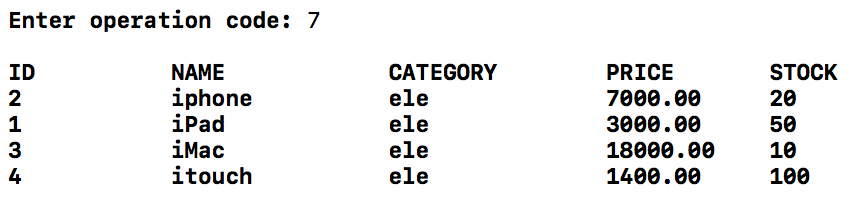 Enter operation code: 7
ID NAME CATEGORY PRICE STOCK
2 iphone ele 7000.00 20
1 iPad ele 3000.00 50
3 iMac ele 18000.00 10
4 itouch ele 1400.00 100